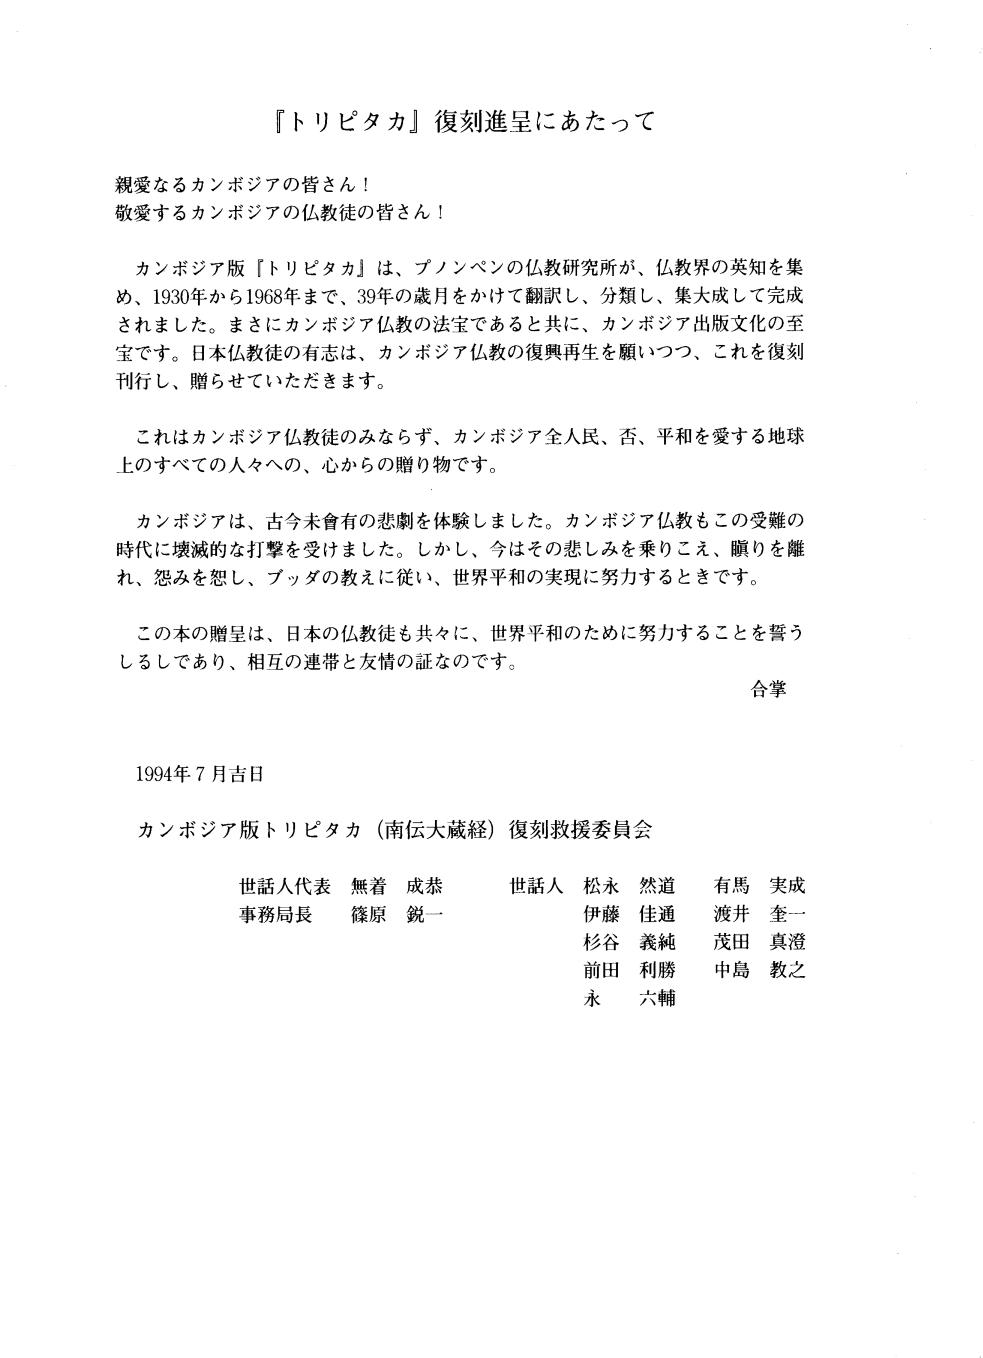 『トリピタカ』復刻進呈にあたって
親愛なるカンボジアの皆さん！
敬愛するカンボジアの仏教徒の皆さん！
カンボジア版『トリピタカ』は、プノンペンの仏教研究所が、仏教界の英知を集
め、1930年から1968年まで、39年の歳月をかけて翻訳し、分類し、集大成して完成
されました。まさにカンボジア仏教の法宝であると共に、カンボジア出版文化の至
宝です。日本仏教徒の有志は、カンボジア仏教の復興再生を願いつつ、これを復刻
刊行し、贈らせていただきます。
これはカンボジア仏教徒のみならず、カンボジア全人民、否、平和を愛する地球
上のすべての人々への、心からの贈り物です。
カンボジアは、古今未曾有の悲劇を体験しました。カンボジア仏教もこの受難の
時代に壊滅的な打撃を受けました。しかし、今はその悲しみを乗りこえ、瞋りを離
れ、怨みを恕し、ブッダの教えに従い、世界平和の実現に努力するときです。
この本の贈呈は、日本の仏教徒も共々に、世界平和のために努力することを誓う
しるしであり、相互の連帯と友情の証なのです。
合掌
1994年７月吉日
カンボジア版トリピタカ（南伝大蔵経）復刻救援委員会
世話人代表　無着　成恭　世話人　松永　然道　有馬　実成
事務局長　篠原　鋭一　伊藤　佳通　渡井　奎一
杉谷　義純　茂田　真澄
前田　利勝　中島　教之
永　六輔